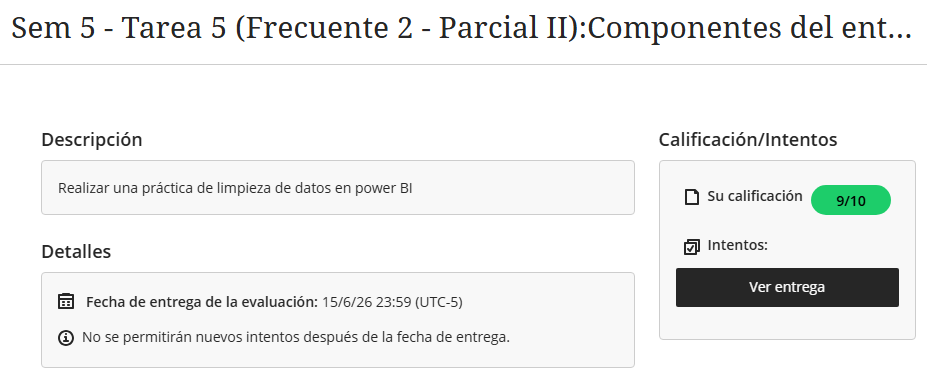 Sem 5 - Tarea 5 (Frecuente 2 - Parcial II):Componentes del ent...
Descripción
Realizar una práctica de limpieza de datos en power BI
Detalles
Fecha de entrega de la evaluación: 15/6/26 23:59 (UTC-5)
No se permitirán nuevos intentos después de la fecha de entrega.
Calificación/Intentos
Su calificación 9/10
Intentos:
Ver entrega